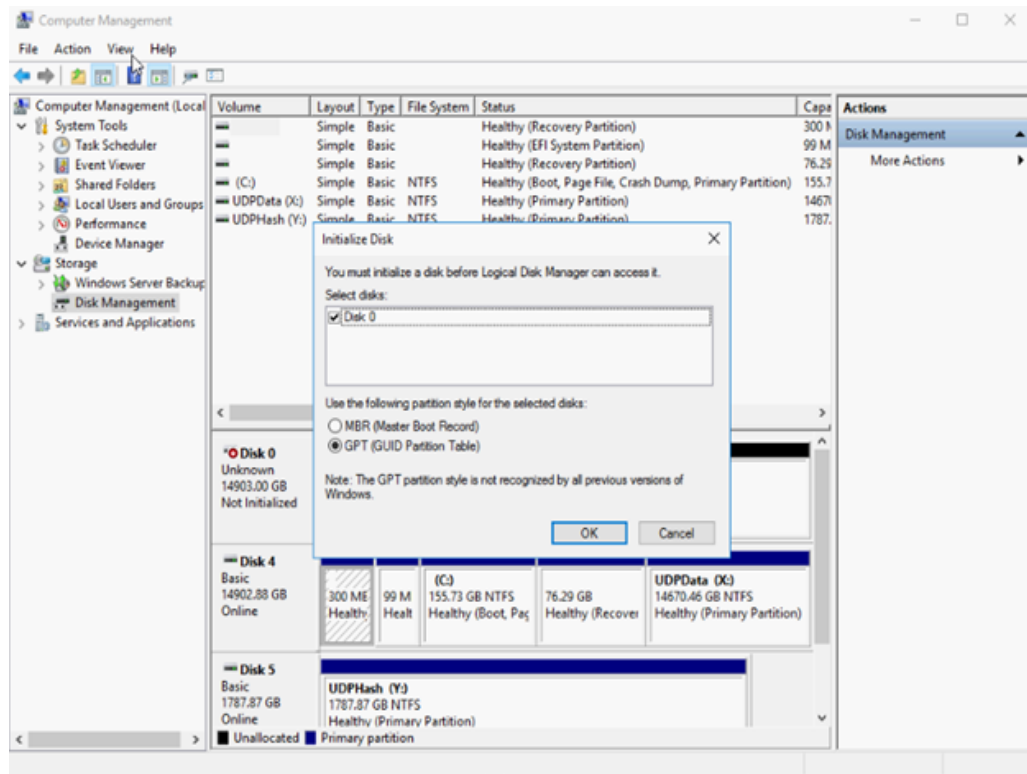 Computer Management
File Action View Help
Computer Management (Local
System Tools
Task Scheduler
Event Viewer
Shared Folders
Local Users and Groups
Performance
Device Manager
Storage
Windows Server Backup
Disk Management
Services and Applications
Volume Layout Type File System Status Capa
Simple Basic Healthy (Recovery Partition) 300 M
Simple Basic Healthy (EFI System Partition) 99 M
Simple Basic Healthy (Recovery Partition) 76.29
(C:) Simple Basic NTFS Healthy (Boot, Page File, Crash Dump, Primary Partition) 155.7
UDPData (X:) Simple Basic NTFS Healthy (Primary Partition) 1467
UDPHash (Y:) Simple Basic NTFS Healthy (Primary Partition) 1787.
Actions
Disk Management
More Actions
Initialize Disk
You must initialize a disk before Logical Disk Manager can access it.
Select disks:
Disk 0
Use the following partition style for the selected disks:
MBR (Master Boot Record)
GPT (GUID Partition Table)
Note: The GPT partition style is not recognized by all previous versions of
Windows.
OK Cancel
Disk 0
Unknown
14903.00 GB
Not Initialized
Disk 4
Basic
14902.88 GB
Online
300 ME
Healthy
99 M
Healt
(C:)
155.73 GB NTFS
Healthy (Boot, Pag
76.29 GB
Healthy (Recover
UDPData (X:)
14670.46 GB NTFS
Healthy (Primary Partition)
Disk 5
Basic
1787.87 GB
Online
UDPHash (Y:)
1787.87 GB NTFS
Healthy (Primary Partition)
Unallocated Primary partition